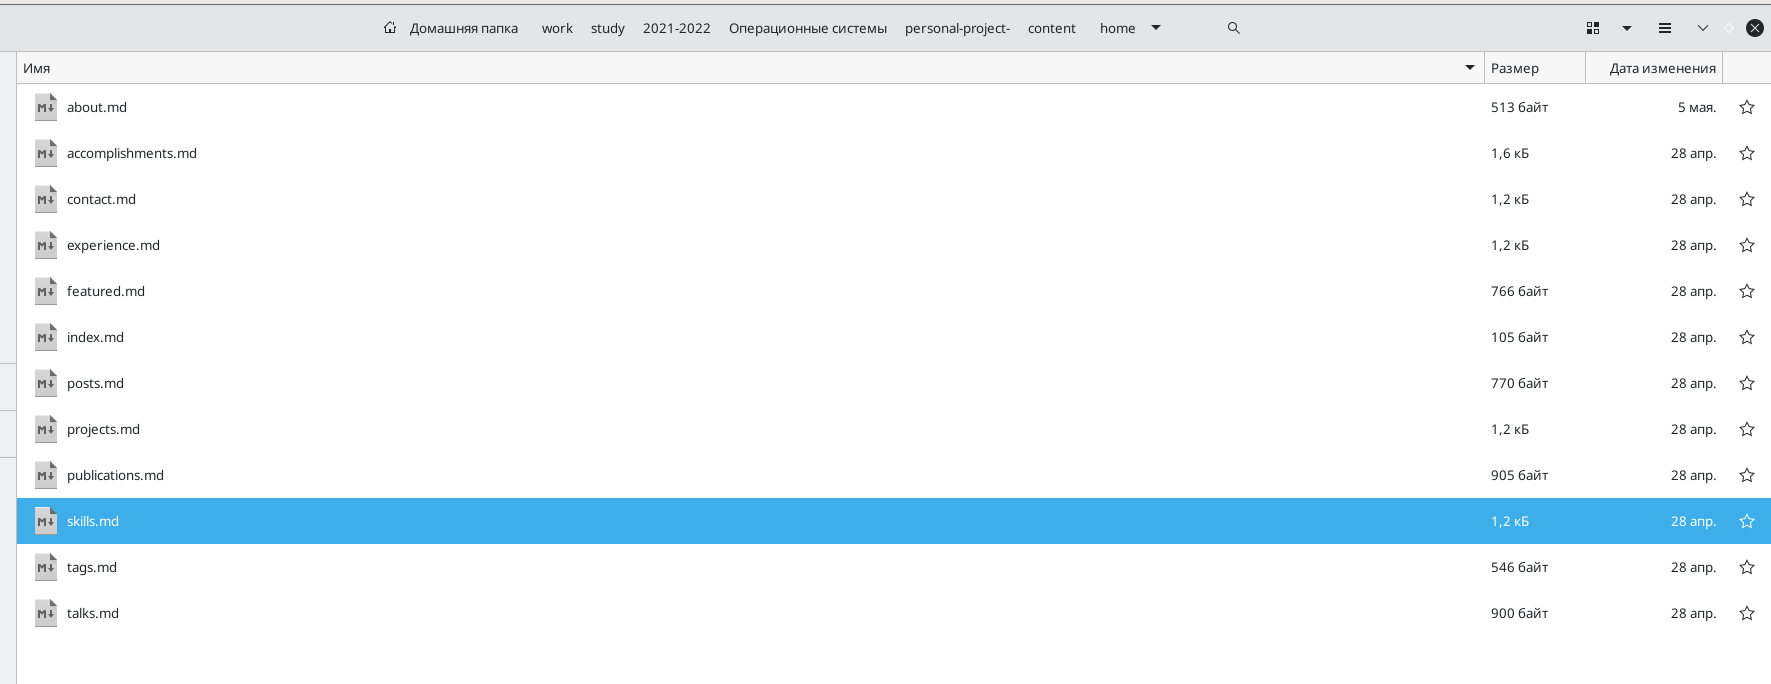 Домашняя папка work study 2021-2022 Операционные системы personal-project- content home
Имя Размер Дата изменения
about.md 513 байт 5 мая.
accomplishments.md 1,6 кБ 28 апр.
contact.md 1,2 кБ 28 апр.
experience.md 1,2 кБ 28 апр.
featured.md 766 байт 28 апр.
index.md 105 байт 28 апр.
posts.md 770 байт 28 апр.
projects.md 1,2 кБ 28 апр.
publications.md 905 байт 28 апр.
skills.md 1,2 кБ 28 апр.
tags.md 546 байт 28 апр.
talks.md 900 байт 28 апр.